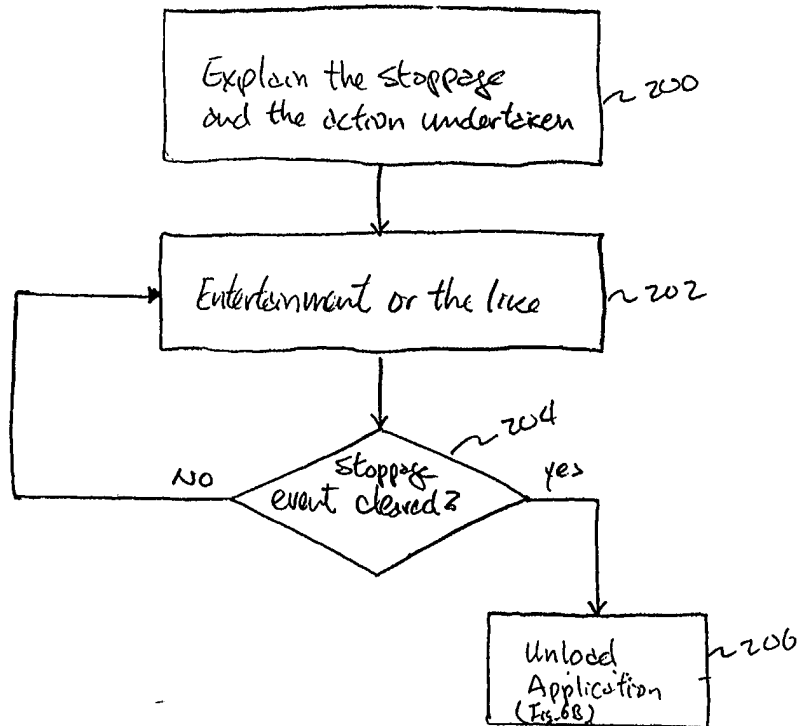 Explain the stoppage
and the action undertaken
200
Entertainment or the like
202
204
Stoppage
event cleared?
NO
yes
Unload
Application
(Fig. 6B)
206